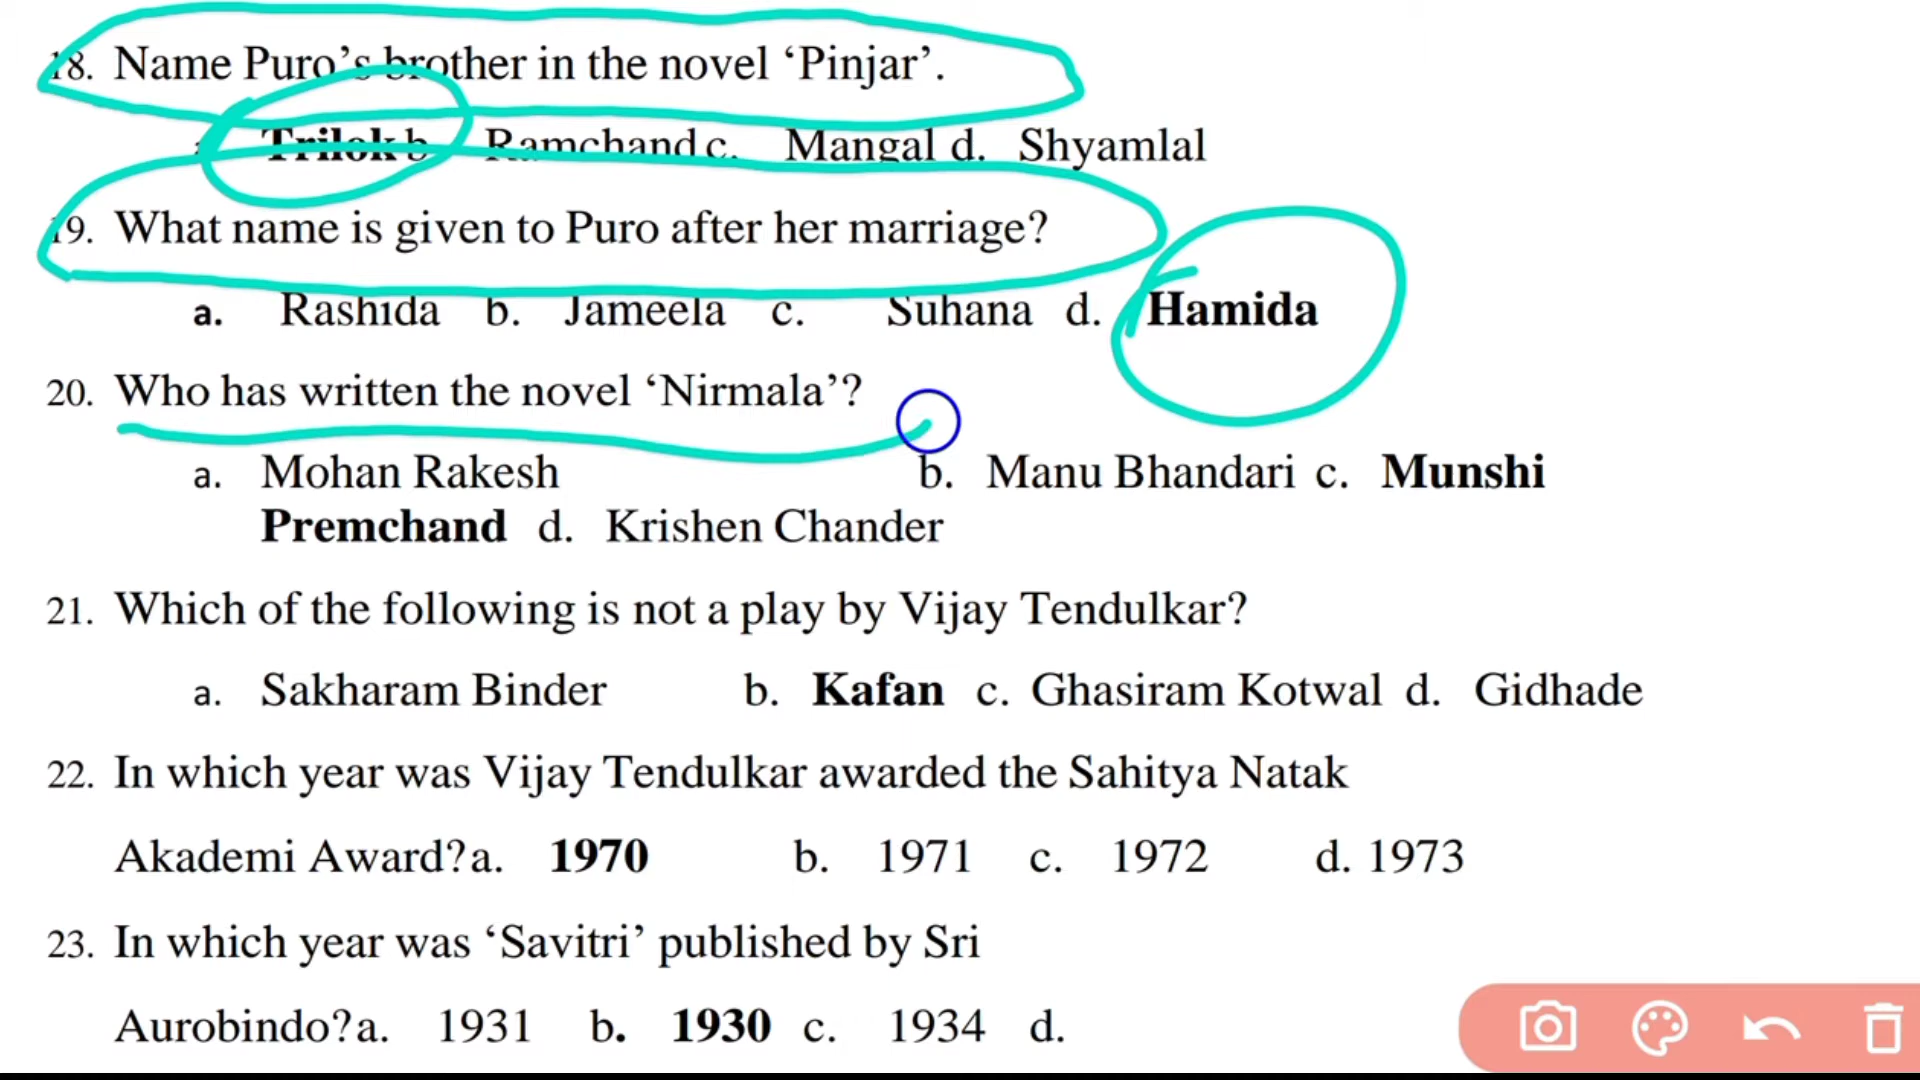 18. Name Puro’s brother in the novel ‘Pinjar’.
Trilok b. Ramchand c. Mangal d. Shyamlal
19. What name is given to Puro after her marriage?
a. Rashida b. Jameela c. Suhana d. Hamida
20. Who has written the novel ‘Nirmala’?
a. Mohan Rakesh b. Manu Bhandari c. Munshi
Premchand d. Krishen Chander
21. Which of the following is not a play by Vijay Tendulkar?
a. Sakharam Binder b. Kafan c. Ghasiram Kotwal d. Gidhade
22. In which year was Vijay Tendulkar awarded the Sahitya Natak
Akademi Award?a. 1970 b. 1971 c. 1972 d. 1973
23. In which year was ‘Savitri’ published by Sri
Aurobindo?a. 1931 b. 1930 c. 1934 d.